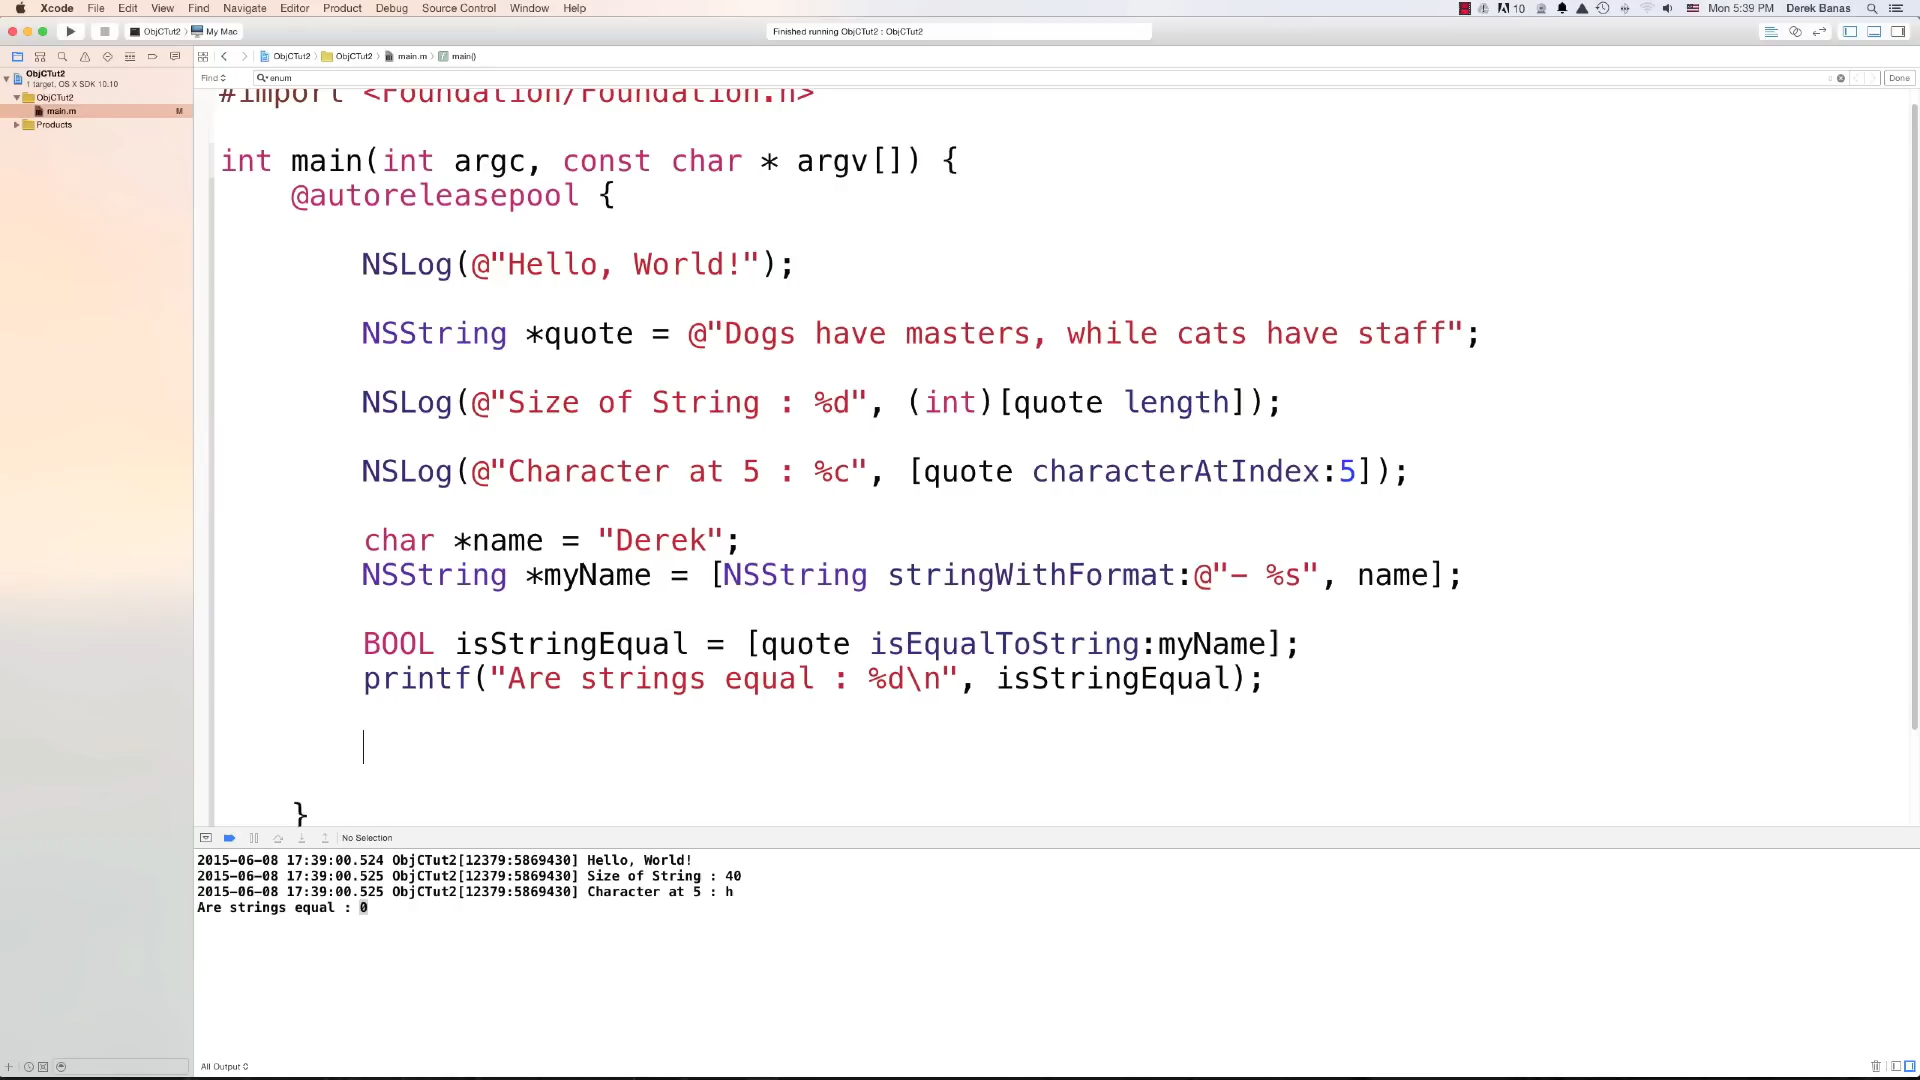 Xcode File Edit View Find Navigate Editor Product Debug Source Control Window Help 10 Mon 5:39 PM Derek Banas
ObjCTut2 My Mac Finished running ObjCTut2 : ObjCTut2
ObjCTut2 ObjCTut2 main.m main()
ObjCTut2
1 target, OS X SDK 10.10
Find enum Done
ObjCTut2
main.m M
Products
#import <Foundation/Foundation.h>
int main(int argc, const char * argv[]) {
@autoreleasepool {
NSLog(@"Hello, World!");
NSString *quote = @"Dogs have masters, while cats have staff";
NSLog(@"Size of String : %d", (int)[quote length]);
NSLog(@"Character at 5 : %c", [quote characterAtIndex:5]);
char *name = "Derek";
NSString *myName = [NSString stringWithFormat:@"- %s", name];
BOOL isStringEqual = [quote isEqualToString:myName];
printf("Are strings equal : %d\n", isStringEqual);
}
No Selection
2015-06-08 17:39:00.524 ObjCTut2[12379:5869430] Hello, World!
2015-06-08 17:39:00.525 ObjCTut2[12379:5869430] Size of String : 40
2015-06-08 17:39:00.525 ObjCTut2[12379:5869430] Character at 5 : h
Are strings equal : 0
All Output